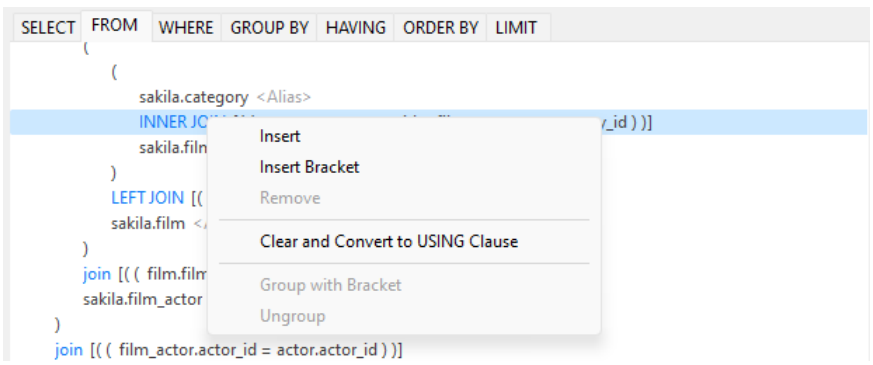 SELECT FROM WHERE GROUP BY HAVING ORDER BY LIMIT
(
(
sakila.category <Alias>
INNER JO y_id ) )]
Insert
sakila.film
Insert Bracket
)
LEFT JOIN [(
Remove
sakila.film <
Clear and Convert to USING Clause
)
join [( ( film.film
Group with Bracket
sakila.film_actor
Ungroup
)
join [( ( film_actor.actor_id = actor.actor_id ) )]